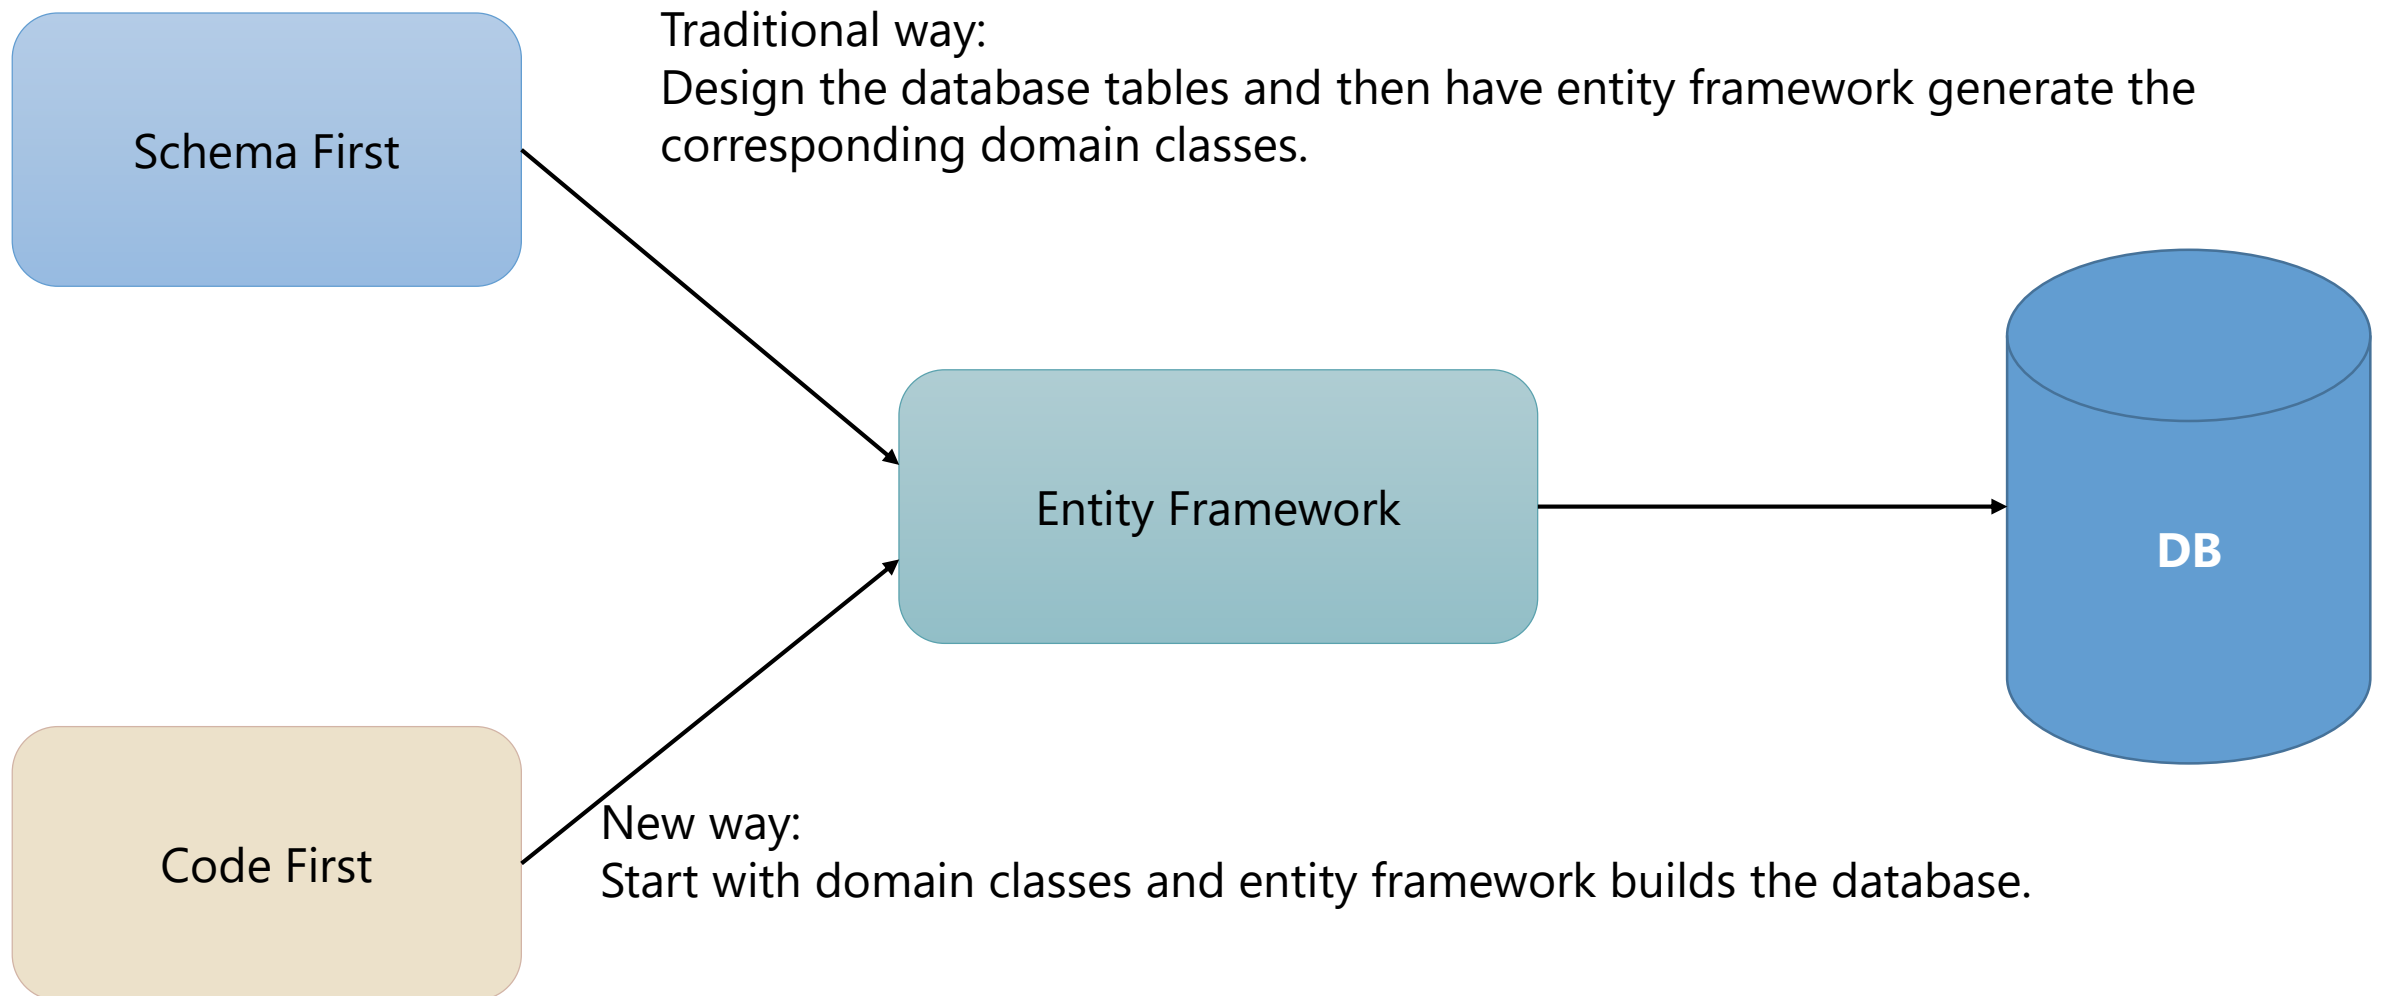 Traditional way:
Design the database tables and then have entity framework generate the
corresponding domain classes.
Schema First
Entity Framework
DB
New way:
Start with domain classes and entity framework builds the database.
Code First